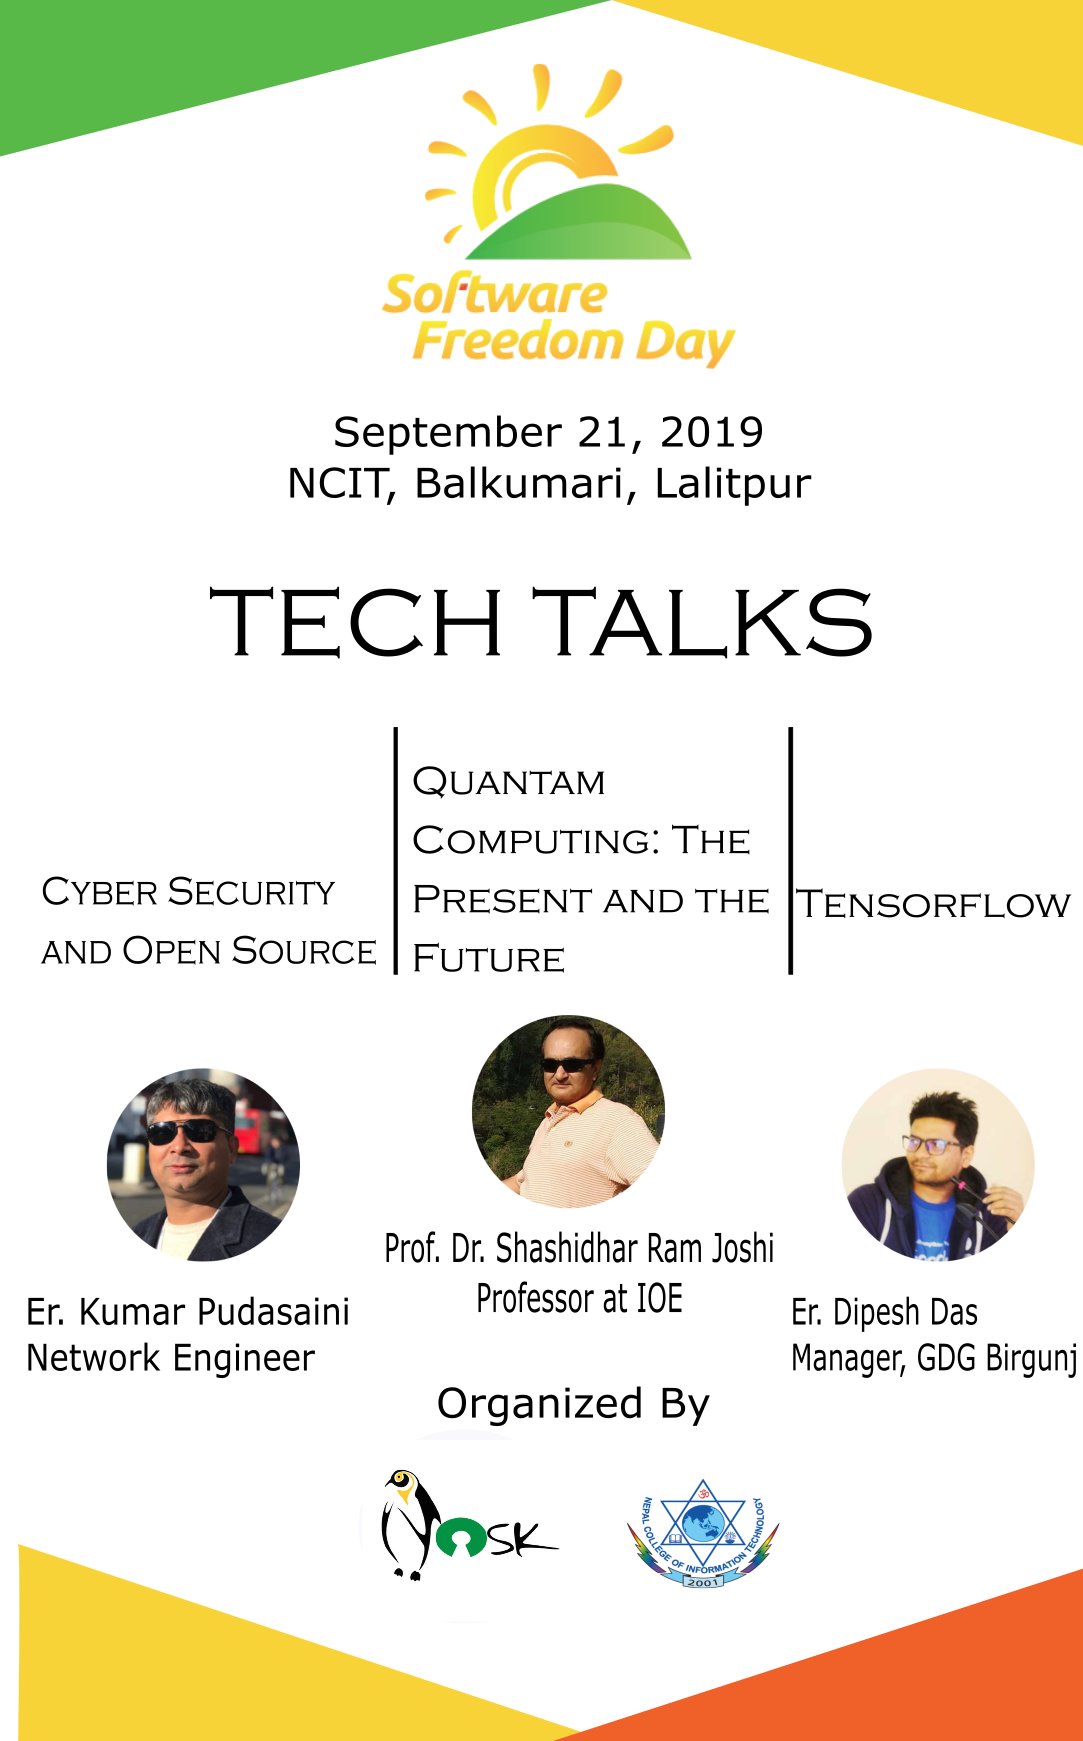 Software
Freedom Day
September 21, 2019
NCIT, Balkumari, Lalitpur
TECH TALKS
Cyber Security
and Open Source
Quantam
Computing: The
Present and the
Future
Tensorflow
Er. Kumar Pudasaini
Network Engineer
Prof. Dr. Shashidhar Ram Joshi
Professor at IOE
Er. Dipesh Das
Manager, GDG Birgunj
Organized By
NOSK
NEPAL COLLEGE OF INFORMATION TECHNOLOGY
ॐ
2001